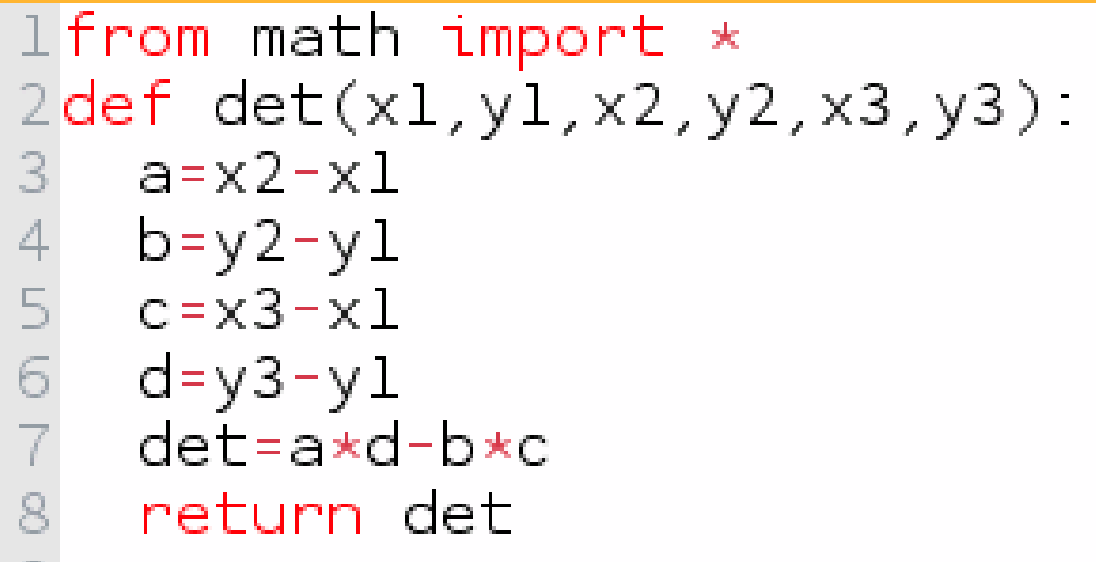 1 from math import *
2 def det(x1,y1,x2,y2,x3,y3):
3   a=x2-x1
4   b=y2-y1
5   c=x3-x1
6   d=y3-y1
7   det=a*d-b*c
8   return det